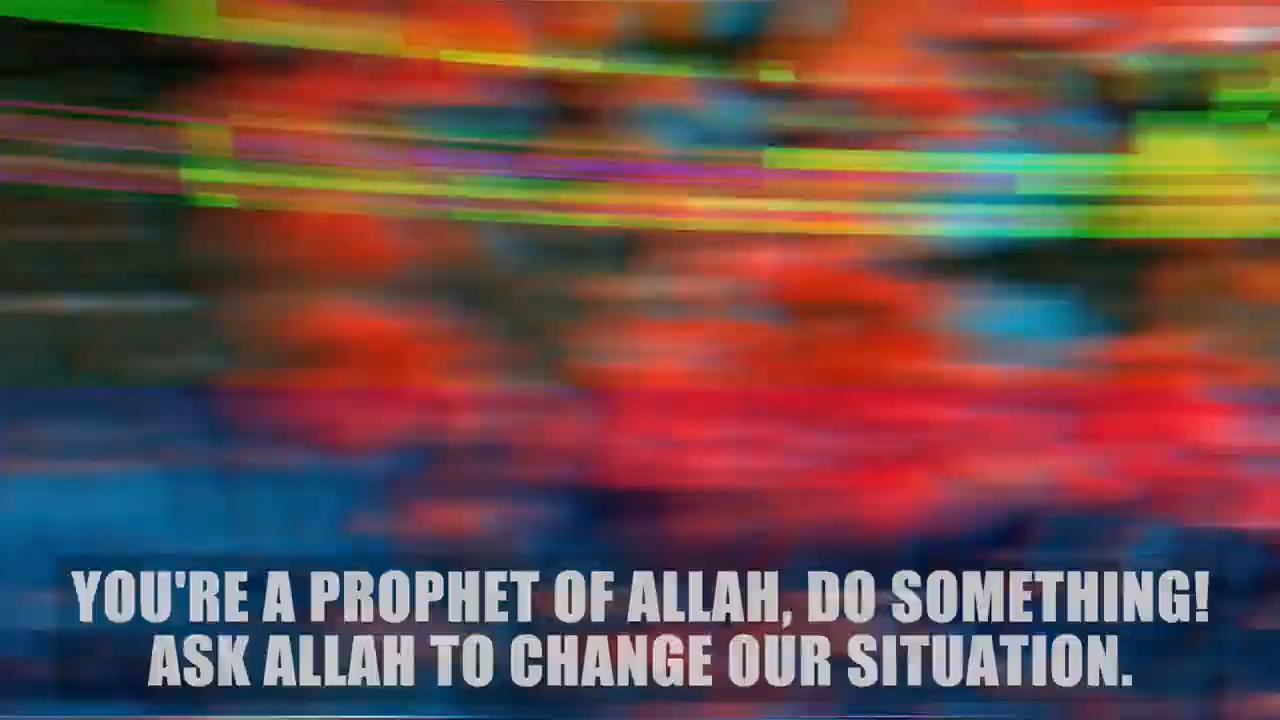 YOU'RE A PROPHET OF ALLAH, DO SOMETHING!
ASK ALLAH TO CHANGE OUR SITUATION.